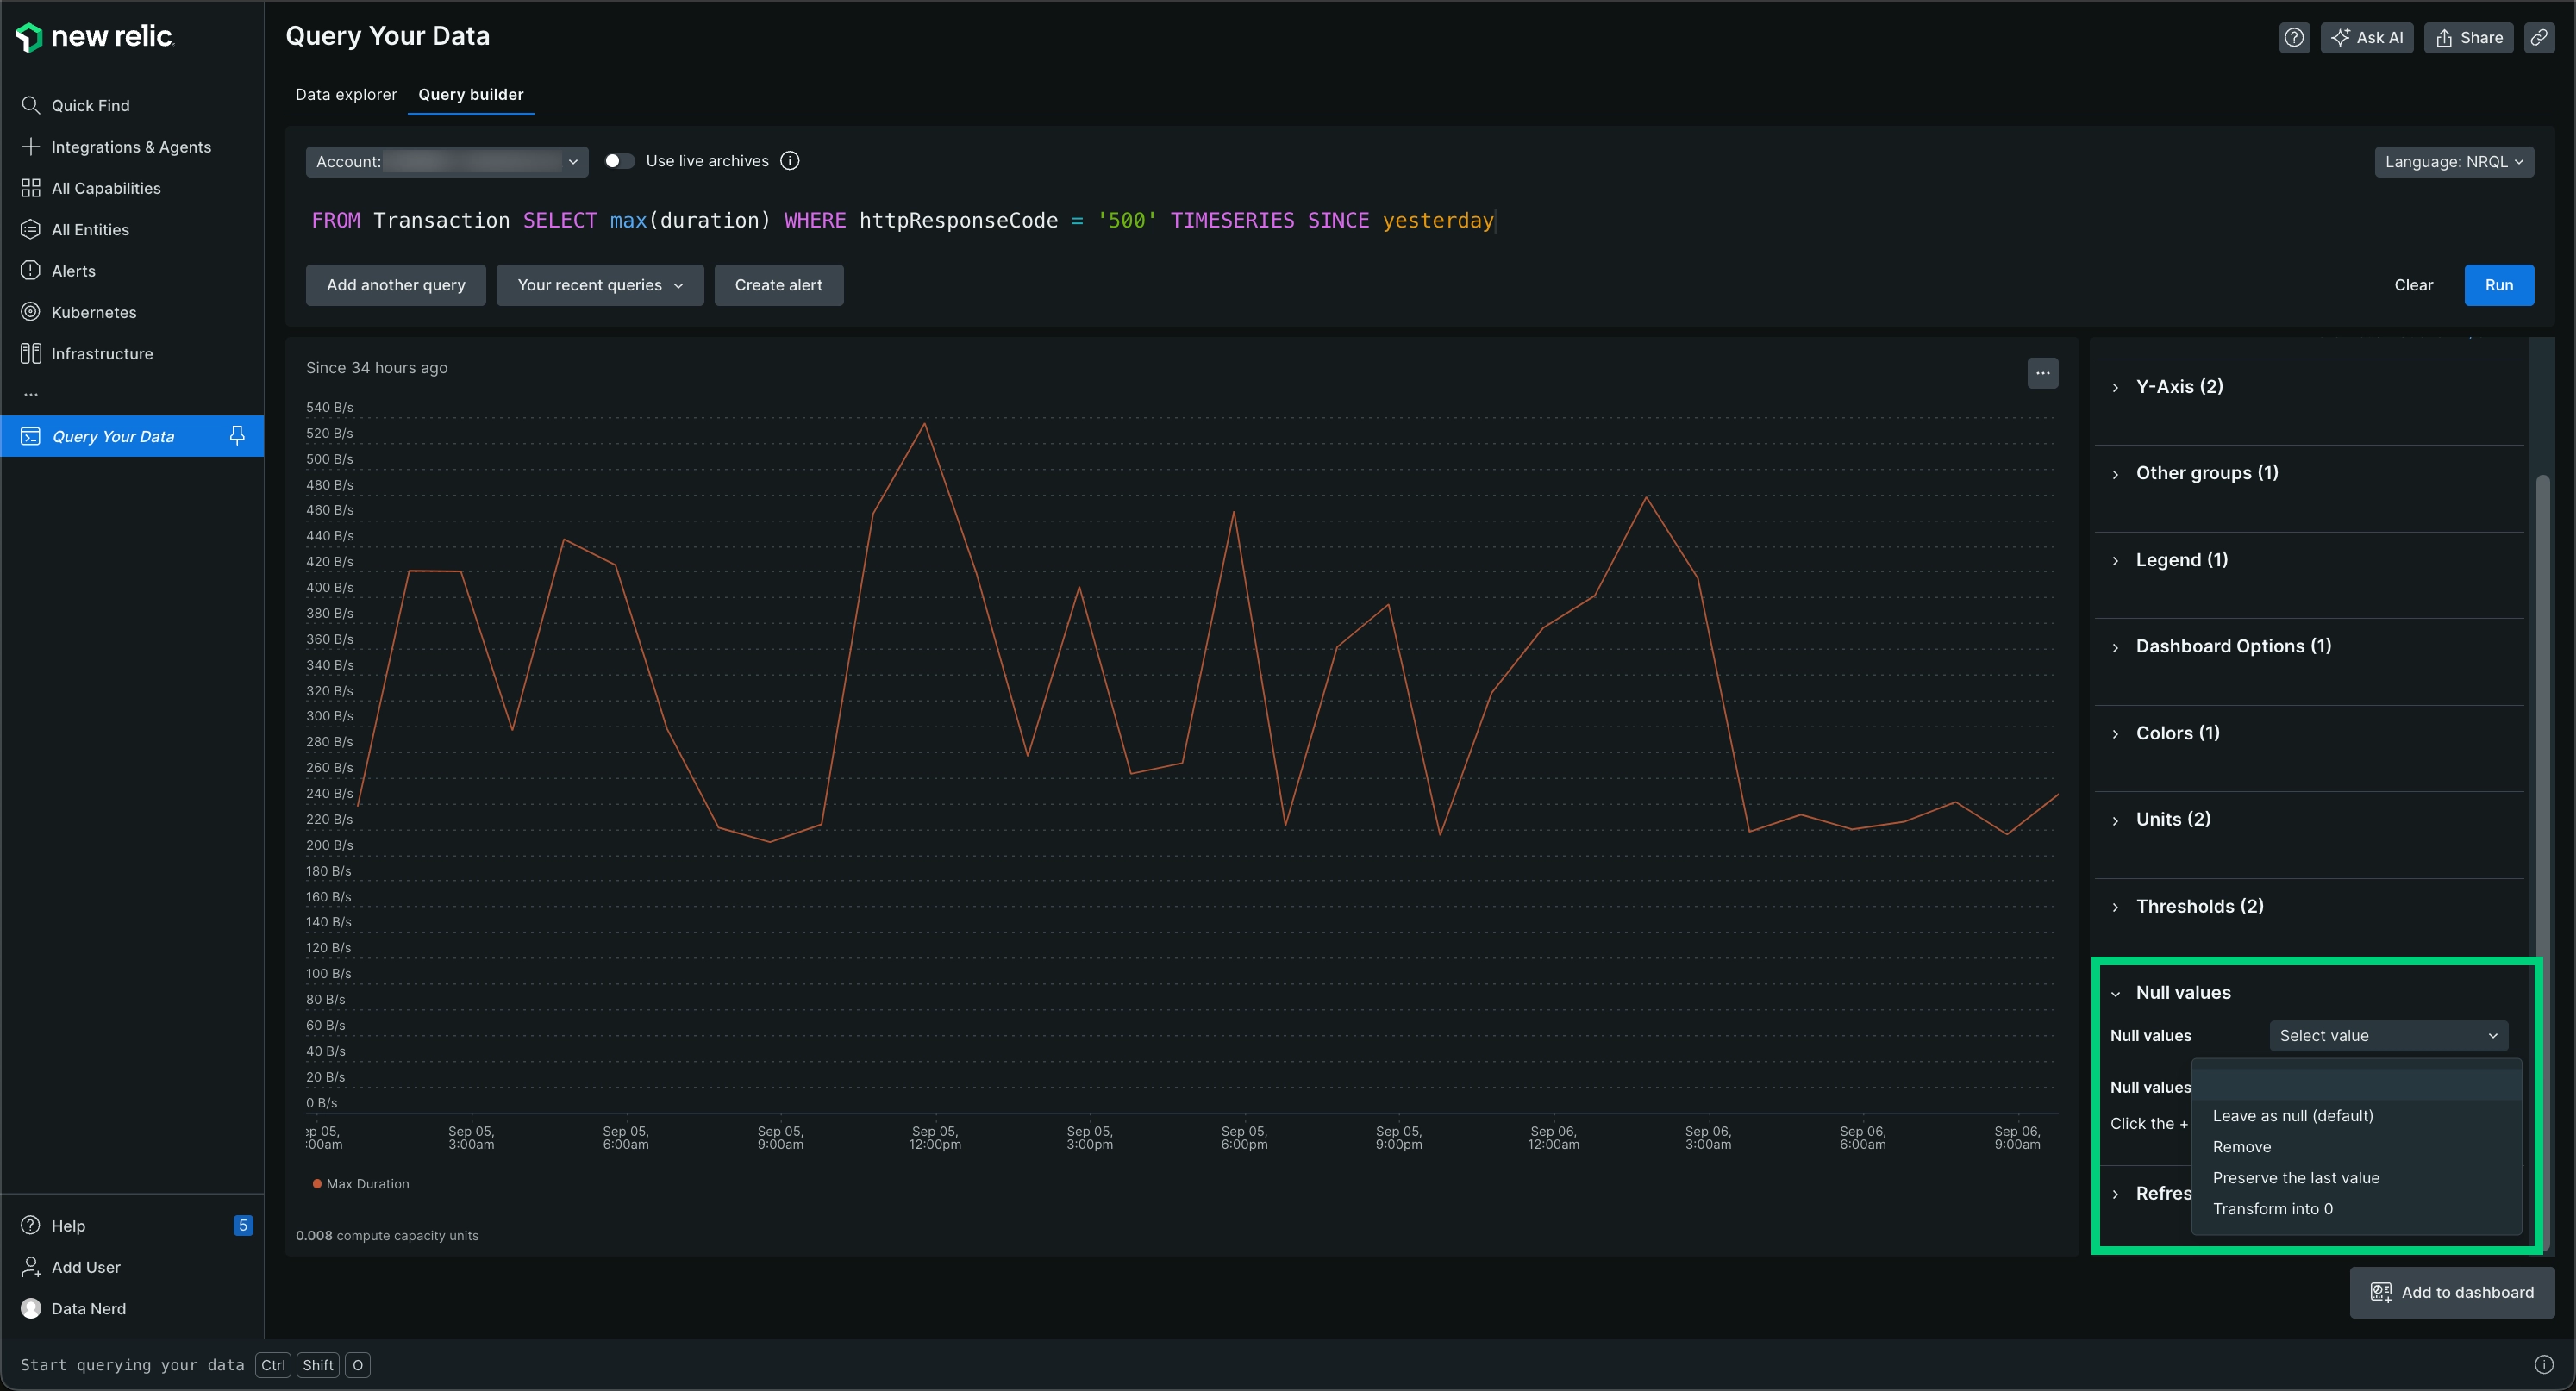 new relic
Quick Find
Integrations & Agents
All Capabilities
All Entities
Alerts
Kubernetes
Infrastructure
...
Query Your Data
Help 5
Add User
Data Nerd
Query Your Data
Ask AI
Share
Data explorer
Query builder
Account:
Use live archives
Language: NRQL
FROM Transaction SELECT max(duration) WHERE httpResponseCode = '500' TIMESERIES SINCE yesterday
Add another query
Your recent queries
Create alert
Clear
Run
Since 34 hours ago
540 B/s
520 B/s
500 B/s
480 B/s
460 B/s
440 B/s
420 B/s
400 B/s
380 B/s
360 B/s
340 B/s
320 B/s
300 B/s
280 B/s
260 B/s
240 B/s
220 B/s
200 B/s
180 B/s
160 B/s
140 B/s
120 B/s
100 B/s
80 B/s
60 B/s
40 B/s
20 B/s
0 B/s
ep 05,
:00am
Sep 05,
3:00am
Sep 05,
6:00am
Sep 05,
9:00am
Sep 05,
12:00pm
Sep 05,
3:00pm
Sep 05,
6:00pm
Sep 05,
9:00pm
Sep 06,
12:00am
Sep 06,
3:00am
Sep 06,
6:00am
Sep 06,
9:00am
Max Duration
0.008 compute capacity units
Y-Axis (2)
Other groups (1)
Legend (1)
Dashboard Options (1)
Colors (1)
Units (2)
Thresholds (2)
Null values
Null values Select value
Null values
Click the +
Leave as null (default)
Remove
Preserve the last value
Transform into 0
Refres
Add to dashboard
Start querying your data Ctrl Shift O